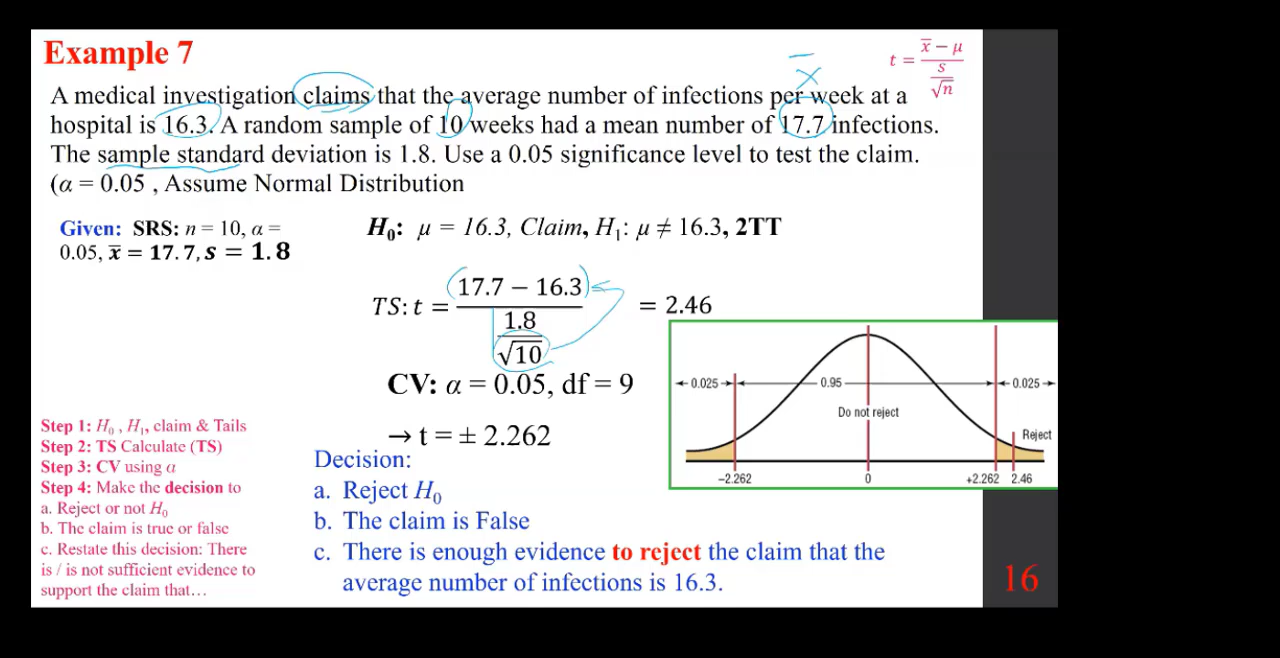 Example 7
t = x̄ − μ / s/√n
x̄
A medical investigation claims that the average number of infections per week at a
hospital is 16.3. A random sample of 10 weeks had a mean number of 17.7 infections.
The sample standard deviation is 1.8. Use a 0.05 significance level to test the claim.
(α = 0.05 , Assume Normal Distribution
Given: SRS: n = 10, α =
0.05, x̄ = 17.7, s = 1.8
H₀: μ = 16.3, Claim, H₁: μ ≠ 16.3, 2TT
TS: t = (17.7 − 16.3) / 1.8/√10 = 2.46
CV: α = 0.05, df = 9
→ t = ± 2.262
0.025 0.95 0.025
Do not reject
Reject
−2.262 0 +2.262 2.46
Step 1: H₀ , H₁, claim & Tails
Step 2: TS Calculate (TS)
Step 3: CV using α
Step 4: Make the decision to
a. Reject or not H₀
b. The claim is true or false
c. Restate this decision: There
is / is not sufficient evidence to
support the claim that…
Decision:
a. Reject H₀
b. The claim is False
c. There is enough evidence to reject the claim that the
average number of infections is 16.3.
16